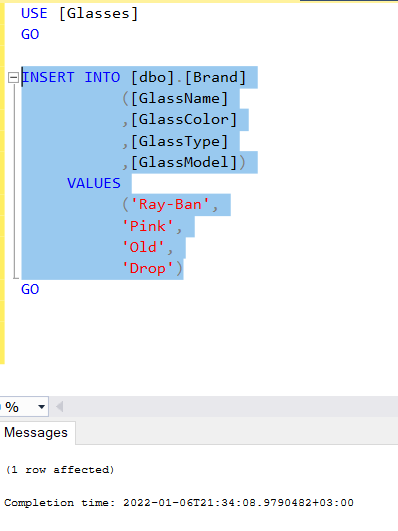 USE [Glasses]
GO
INSERT INTO [dbo].[Brand]
([GlassName]
,[GlassColor]
,[GlassType]
,[GlassModel])
VALUES
('Ray-Ban',
'Pink',
'Old',
'Drop')
GO
%
Messages
(1 row affected)
Completion time: 2022-01-06T21:34:08.9790482+03:00